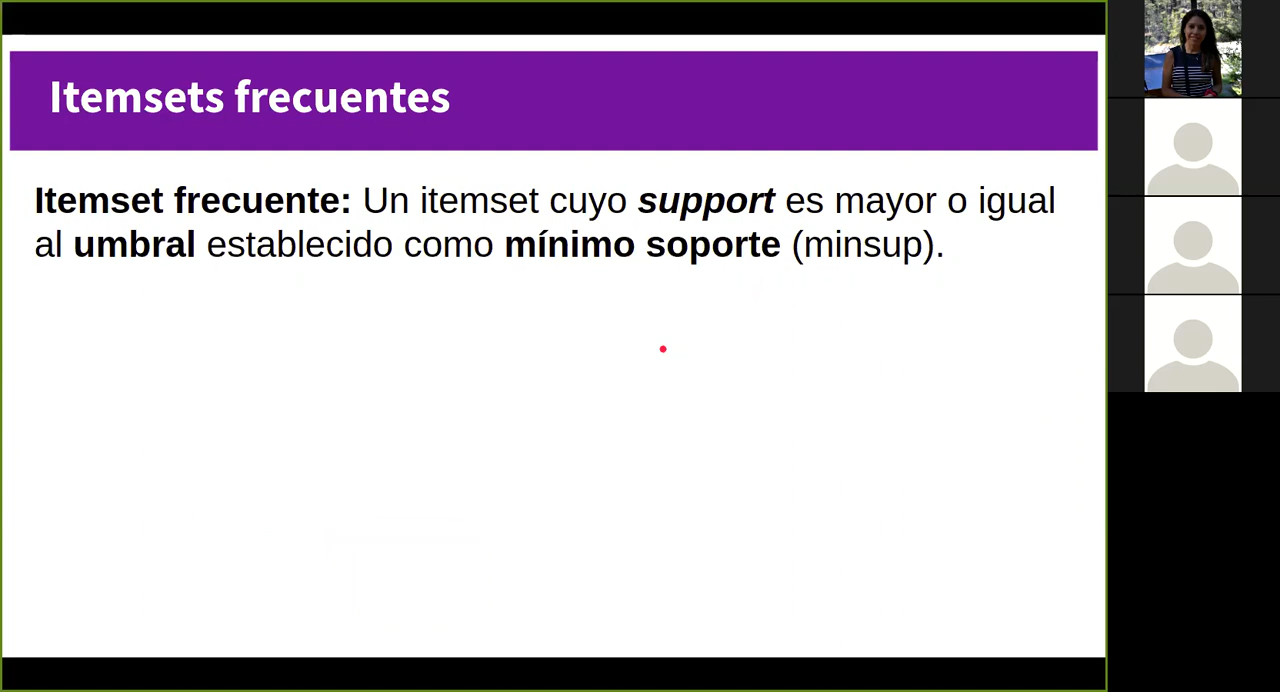 Itemsets frecuentes
Itemset frecuente: Un itemset cuyo support es mayor o igual
al umbral establecido como mínimo soporte (minsup).